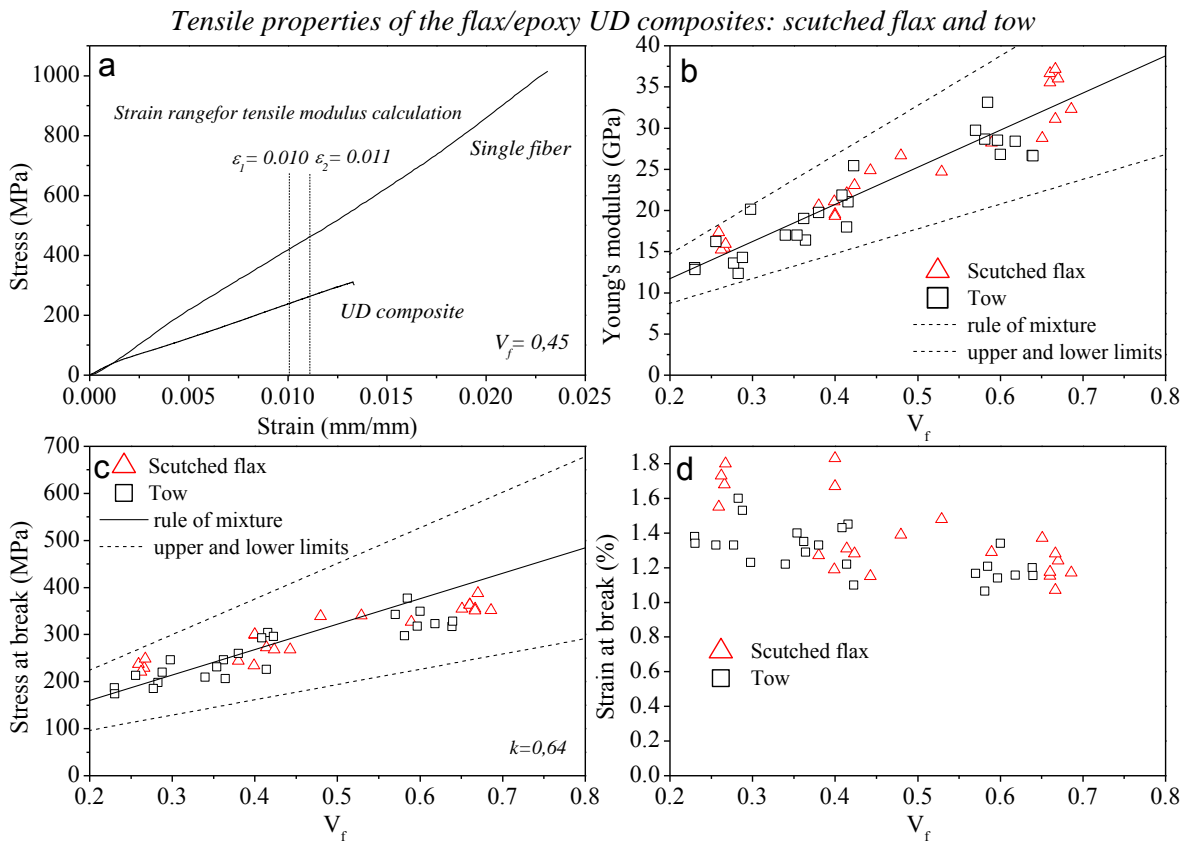 Tensile properties of the flax/epoxy UD composites: scutched flax and tow
a
1000
800
600
400
200
0
Stress (MPa)
Strain rangefor tensile modulus calculation
ε1= 0.010 ε2= 0.011
Single fiber
UD composite
Vf= 0,45
0.000 0.005 0.010 0.015 0.020 0.025
Strain (mm/mm)
b
40
35
30
25
20
15
10
5
0
Young's modulus (GPa)
Scutched flax
Tow
rule of mixture
upper and lower limits
0.2 0.3 0.4 0.5 0.6 0.7 0.8
Vf
c
700
600
500
400
300
200
100
0
Stress at break (MPa)
Scutched flax
Tow
rule of mixture
upper and lower limits
k=0,64
0.2 0.3 0.4 0.5 0.6 0.7 0.8
Vf
d
1.8
1.6
1.4
1.2
1.0
0.8
0.6
0.4
0.2
0.0
Strain at break (%)
Scutched flax
Tow
0.2 0.3 0.4 0.5 0.6 0.7 0.8
Vf